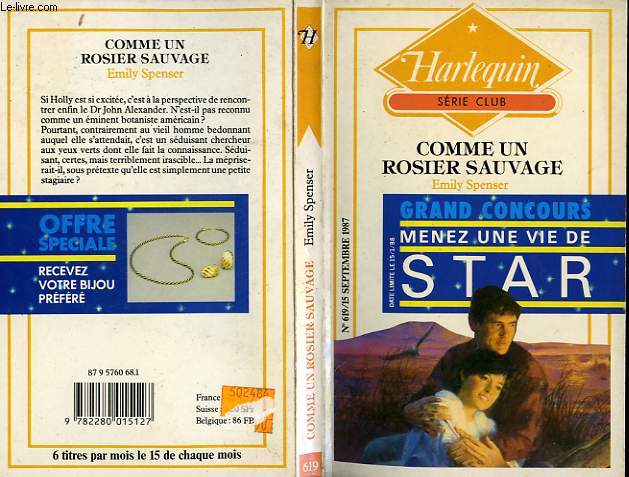 Le-livre.com
COMME UN
ROSIER SAUVAGE
Emily Spenser
Si Holly est si excitée, c'est à la perspective de rencon-
trer enfin le Dr John Alexander. N'est-il pas reconnu
comme un éminent botaniste américain ?
Pourtant, contrairement au vieil homme bedonnant
auquel elle s'attendait, c'est un séduisant chercheur
aux yeux verts dont elle fait la connaissance. Sédui-
sant, certes, mais terriblement irascible... La méprise-
rait-il, sous prétexte qu'elle est simplement une petite
stagiaire ?
OFFRE
SPECIALE
RECEVEZ
VOTRE BIJOU
PRÉFÉRÉ
87 9 5760 68.1
9 782280 015127
France
Suisse
Belgique : 86 FB
6 titres par mois le 15 de chaque mois
H
COMME UN ROSIER SAUVAGE Emily Spenser
619
Harlequin
SÉRIE CLUB
COMME UN
ROSIER SAUVAGE
Emily Spenser
GRAND CONCOURS
MENEZ UNE VIE DE
STAR
DATE LIMITE LE 15/1/88
N° 619/15 SEPTEMBRE 1987